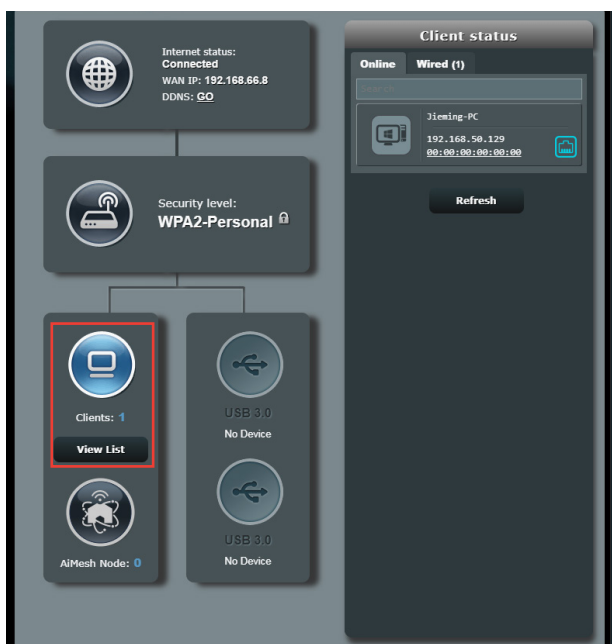 Internet status:
Connected
WAN IP: 192.168.66.8
DDNS: GO
Security level:
WPA2-Personal
Clients: 1
View List
AiMesh Node: 0
USB 3.0
No Device
USB 3.0
No Device
Client status
Online Wired (1)
Search
Jieming-PC
192.168.50.129
00:00:00:00:00:00
Refresh